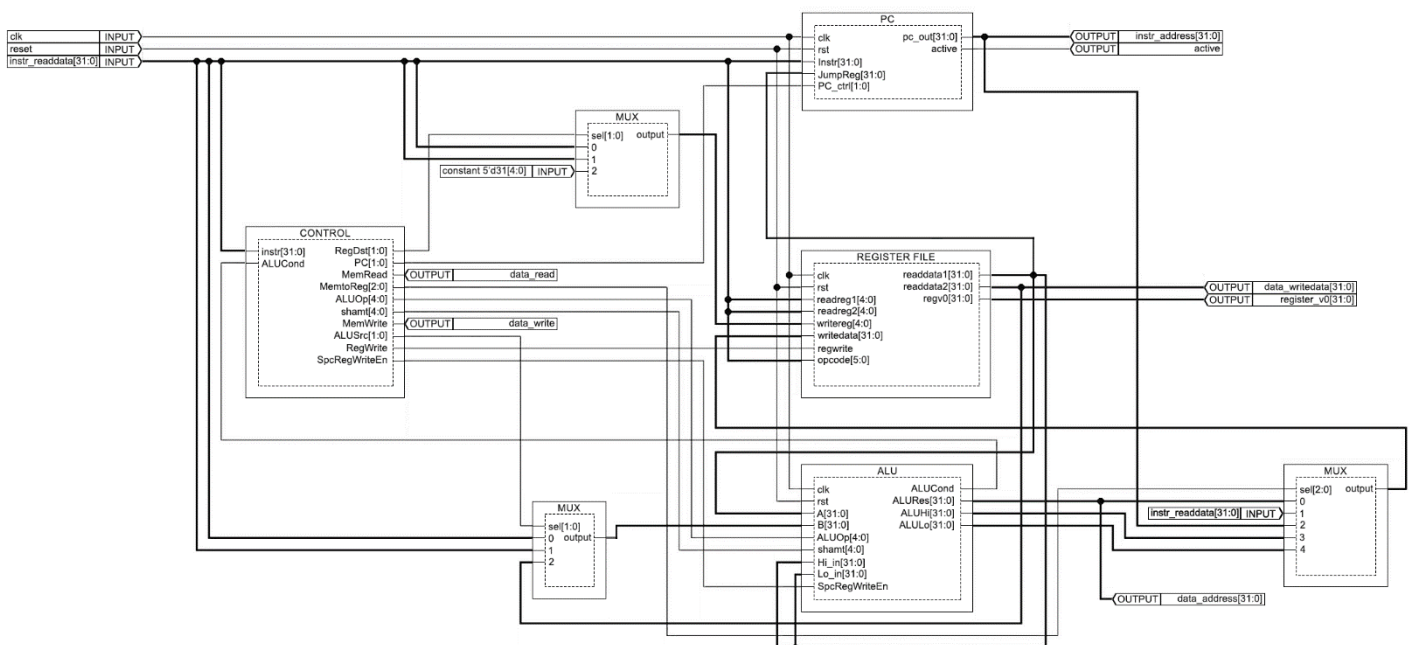 PC
clk INPUT
reset INPUT
instr_readdata[31:0] INPUT
clk
rst
Instr[31:0]
JumpReg[31:0]
PC_ctrl[1:0]
pc_out[31:0]
active
OUTPUT instr_address[31:0]
OUTPUT active
MUX
sel[1:0]
0
1
2
output
constant 5'd31[4:0] INPUT
CONTROL
instr[31:0]
ALUCond
RegDst[1:0]
PC[1:0]
MemRead
MemtoReg[2:0]
ALUOp[4:0]
shamt[4:0]
MemWrite
ALUSrc[1:0]
RegWrite
SpcRegWriteEn
OUTPUT data_read
OUTPUT data_write
REGISTER FILE
clk
rst
readreg1[4:0]
readreg2[4:0]
writereg[4:0]
writedata[31:0]
regwrite
opcode[5:0]
readdata1[31:0]
readdata2[31:0]
regv0[31:0]
OUTPUT data_writedata[31:0]
OUTPUT register_v0[31:0]
MUX
sel[1:0]
0
1
2
output
ALU
clk
rst
A[31:0]
B[31:0]
ALUOp[4:0]
shamt[4:0]
Hi_in[31:0]
Lo_in[31:0]
SpcRegWriteEn
ALUCond
ALURes[31:0]
ALUHi[31:0]
ALULo[31:0]
MUX
sel[2:0]
0
1
2
3
4
output
instr_readdata[31:0] INPUT
OUTPUT data_address[31:0]